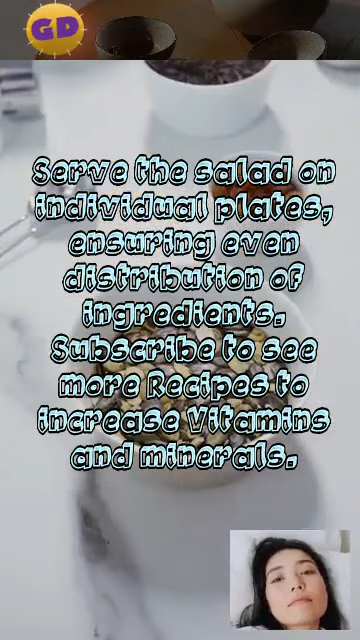 GD
Serve the salad on
individual plates,
ensuring even
distribution of
ingredients.
Subscribe to see
more Recipes to
increase Vitamins
and minerals.